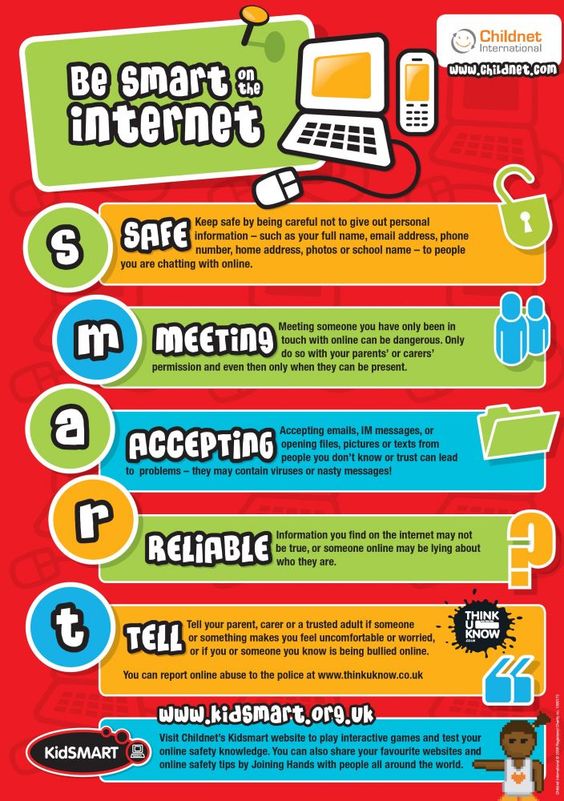 Childnet
International
www.childnet.com
Be smart on the
internet
s
SAFE
Keep safe by being careful not to give out personal
information – such as your full name, email address, phone
number, home address, photos or school name – to people
you are chatting with online.
m
MEETING
Meeting someone you have only been in
touch with online can be dangerous. Only
do so with your parents' or carers'
permission and even then only when they can be present.
a
ACCEPTING
Accepting emails, IM messages, or
opening files, pictures or texts from
people you don't know or trust can lead
to problems – they may contain viruses or nasty messages!
r
RELIABLE
Information you find on the internet may not
be true, or someone online may be lying about
who they are.
t
TELL
Tell your parent, carer or a trusted adult if someone
or something makes you feel uncomfortable or worried,
or if you or someone you know is being bullied online.
You can report online abuse to the police at www.thinkuknow.co.uk
THINK
U
KNOW
.co.uk
www.kidsmart.org.uk
KidSMART
Visit Childnet's Kidsmart website to play interactive games and test your
online safety knowledge. You can also share your favourite websites and
online safety tips by Joining Hands with people all around the world.